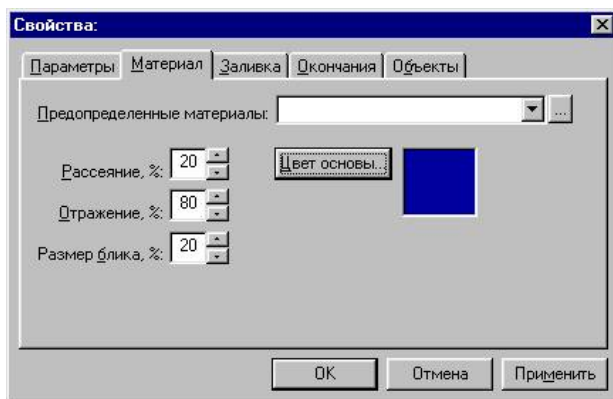 Свойства:
Параметры Материал Заливка Окончания Объекты
Предопределенные материалы: ...
Рассеяние, %: 20 Цвет основы...
Отражение, %: 80
Размер блика, %: 20
OK Отмена Применить